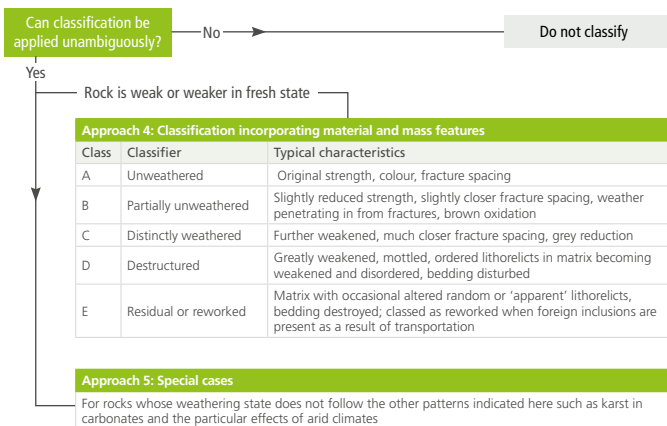 Can classification be
applied unambiguously?
No
Do not classify
Yes
Rock is weak or weaker in fresh state
Approach 4: Classification incorporating material and mass features
Class Classifier Typical characteristics
A Unweathered Original strength, colour, fracture spacing
B Partially unweathered Slightly reduced strength, slightly closer fracture spacing, weather
penetrating in from fractures, brown oxidation
C Distinctly weathered Further weakened, much closer fracture spacing, grey reduction
D Destructured Greatly weakened, mottled, ordered lithorelicts in matrix becoming
weakened and disordered, bedding disturbed
E Residual or reworked Matrix with occasional altered random or ‘apparent’ lithorelicts,
bedding destroyed; classed as reworked when foreign inclusions are
present as a result of transportation
Approach 5: Special cases
For rocks whose weathering state does not follow the other patterns indicated here such as karst in
carbonates and the particular effects of arid climates